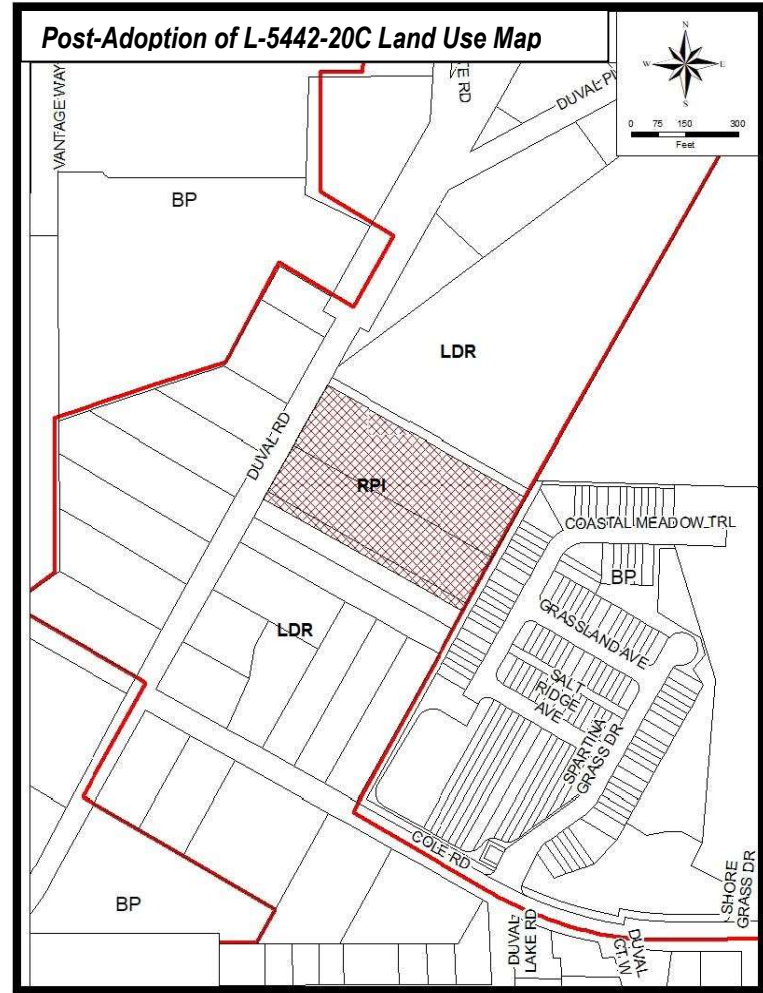 Post-Adoption of L-5442-20C Land Use Map
N
W
E
S
0 75 150 300
Feet
VANTAGE WAY
DUVAL PL
BP
LDR
DUVAL RD
RPI
COASTAL MEADOW TRL
BP
GRASSLAND AVE
LDR
SALT
RIDGE
AVE
SPARTINA
GRASS DR
COLE RD
BP
SHORE
GRASS DR
DUVAL
LAKE RD
DUVAL
CT W